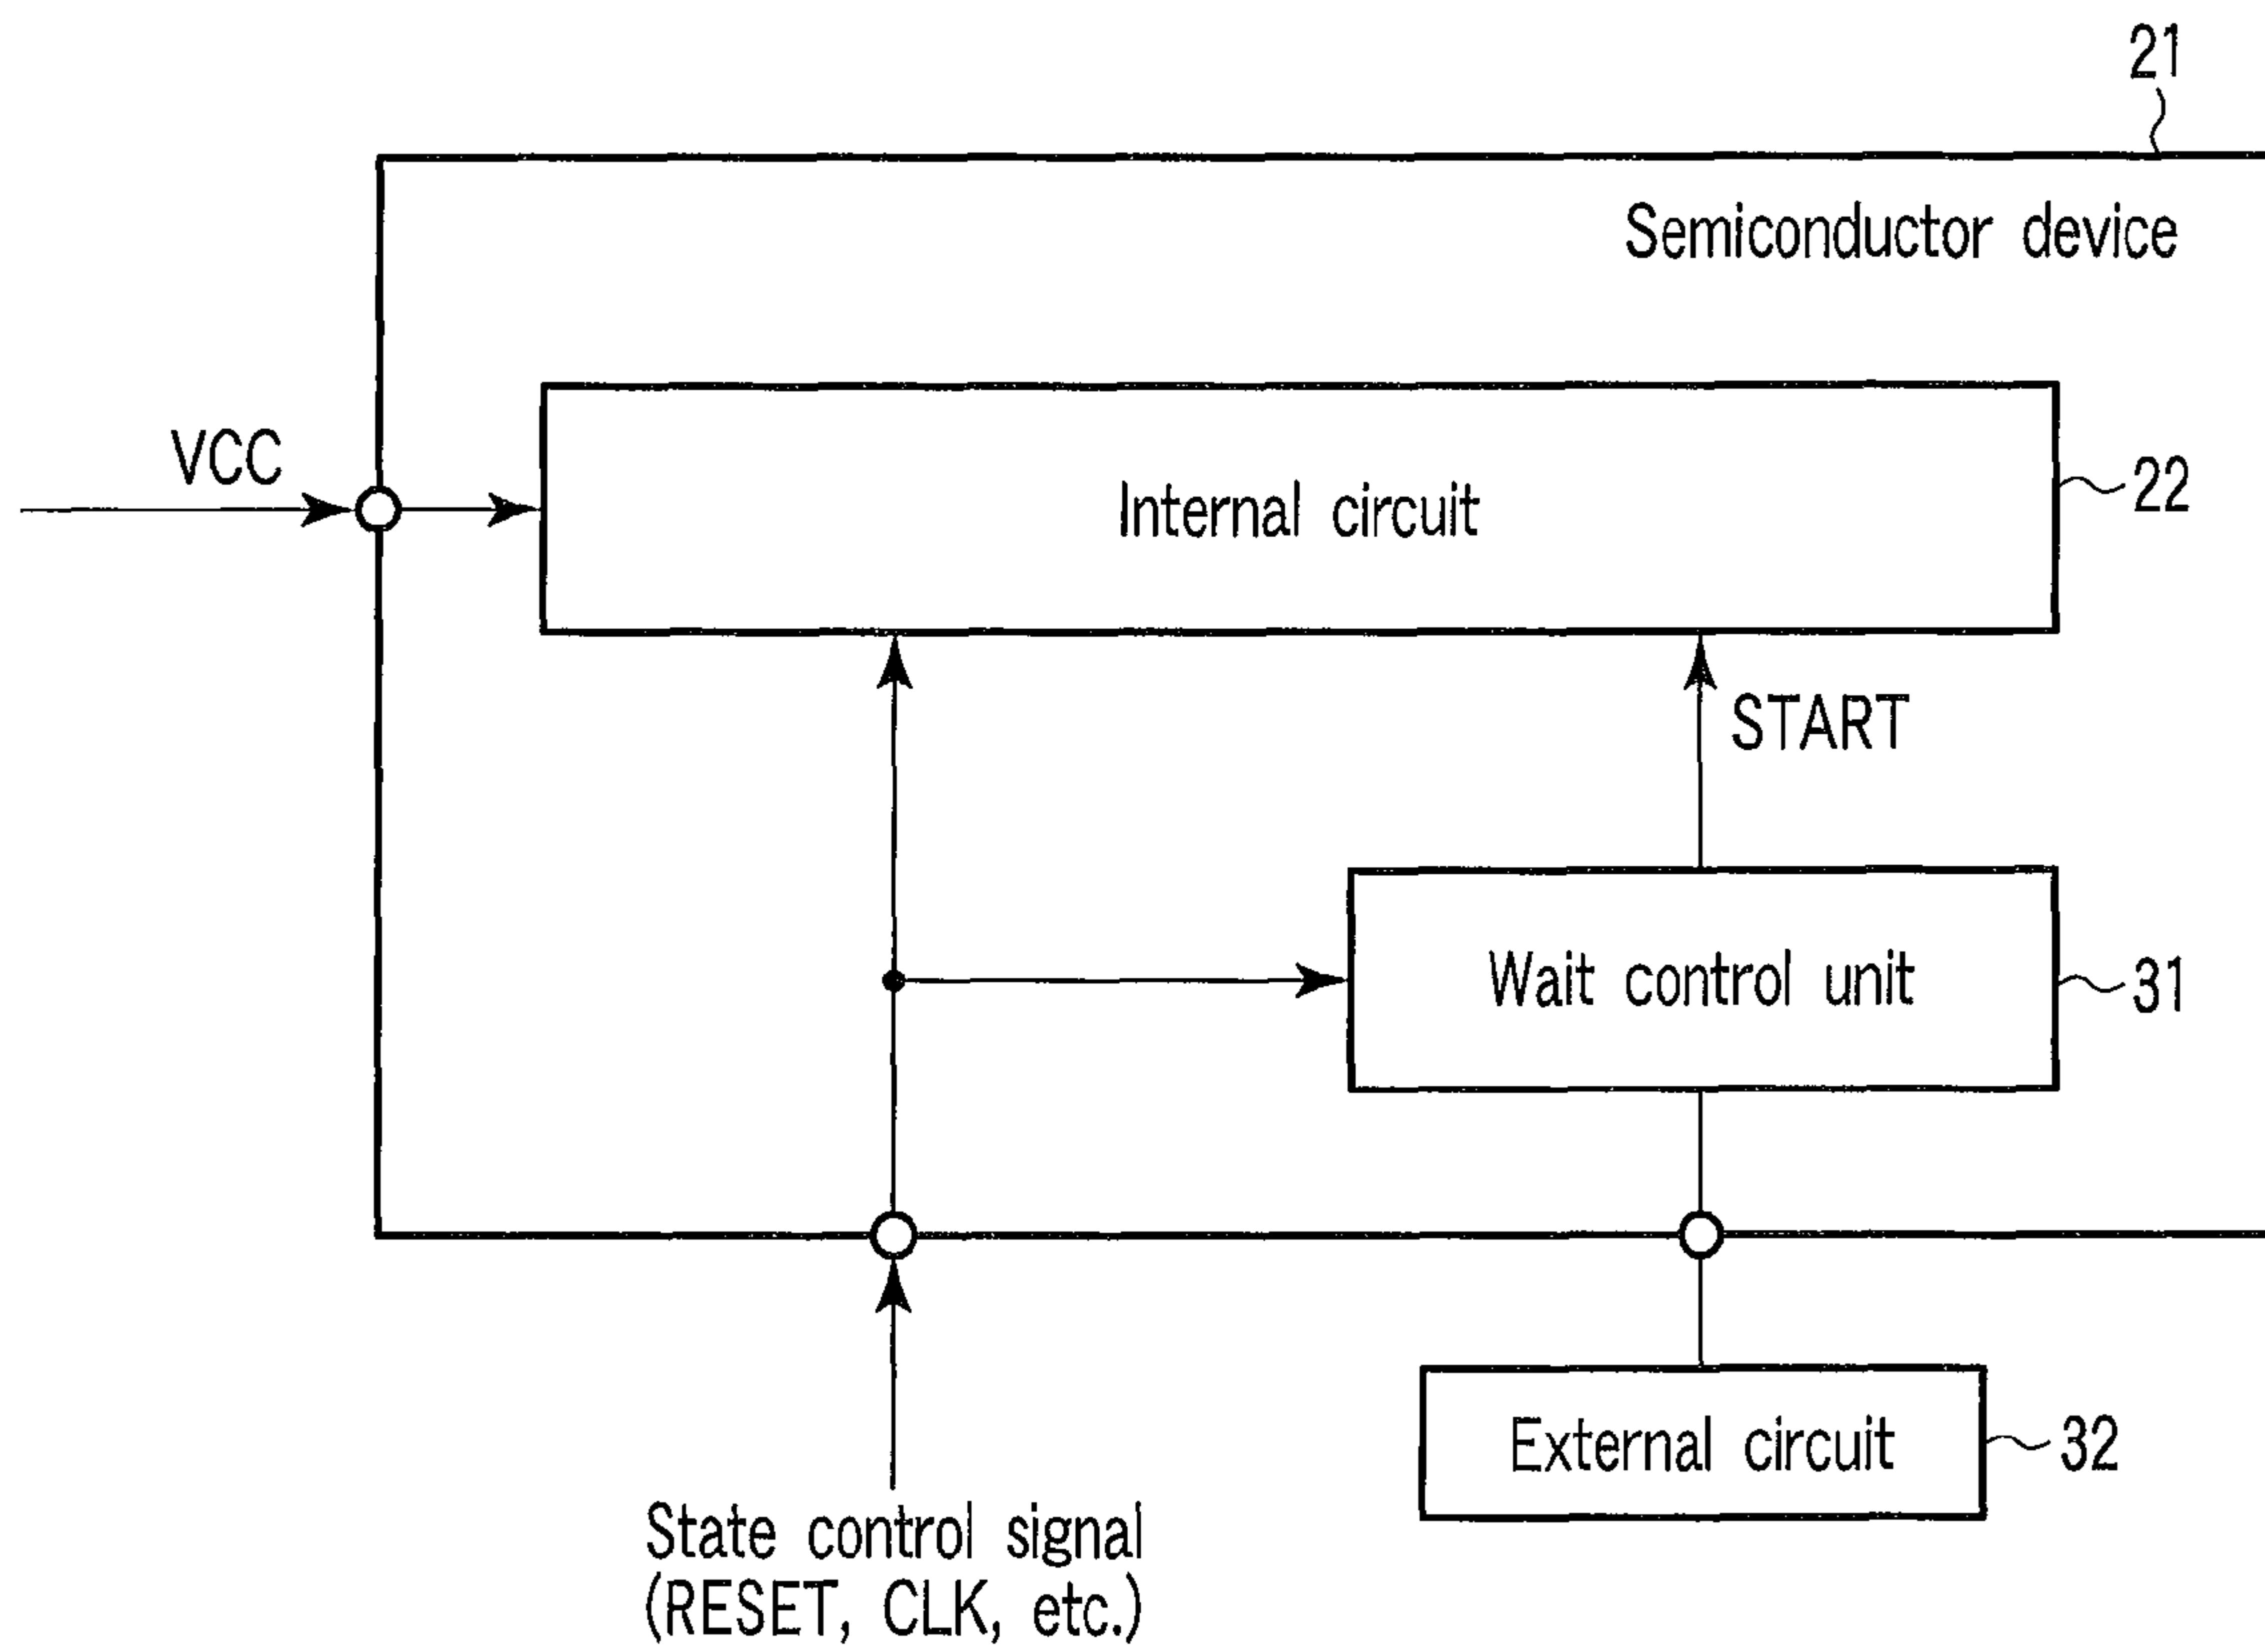 21
Semiconductor device
VCC
Internal circuit
22
START
Wait control unit
31
External circuit
32
State control signal
(RESET, CLK, etc.)